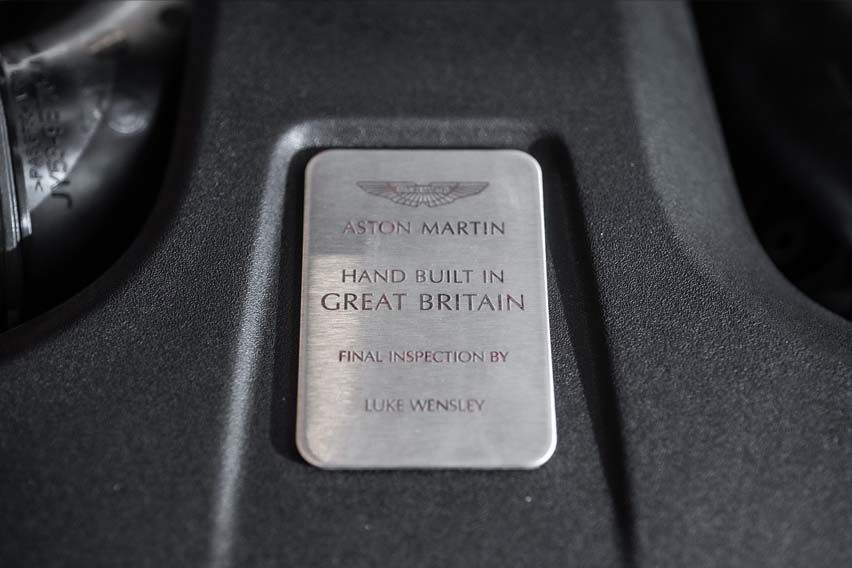 ASTON MARTIN
HAND BUILT IN
GREAT BRITAIN
FINAL INSPECTION BY
LUKE WENSLEY